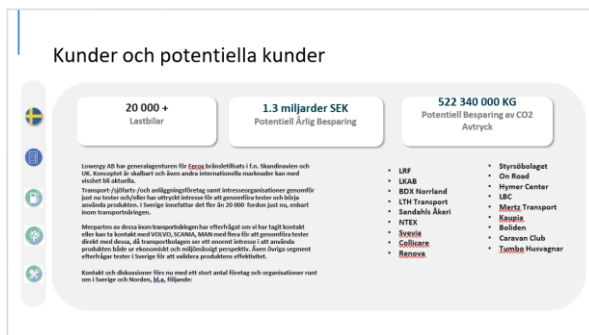 Kunder och potentiella kunder
20 000 +
Lastbilar
1.3 miljarder SEK
Potentiell Årlig Besparing
522 340 000 KG
Potentiell Besparing av CO2
Avtryck
Lowergy AB har generalagenturen för Ferox bränsletillsats i f.n. Skandinavien och
UK. Konceptet är skalbart och även andra internationella marknader kan med
visshet bli aktuella.
Transport-/sjöfarts-/och anläggningsföretag samt intresseorganisationer genomför
just nu tester och/eller har uttryckt intresse för att genomföra tester och börja
använda produkten. I Sverige innefattar det fler än 20 000 fordon just nu, enbart
inom transportnäringen.
Merparten av dessa inom transportnäringen har efterfrågat om vi har tagit kontakt
eller kan ta kontakt med VOLVO, SCANIA, MAN med flera för att genomföra tester
direkt med dessa, då transportbolagen ser ett enormt intresse i att använda
produkten både ur ekonomiskt och miljömässigt perspektiv. Även övriga segment
efterfrågar tester i Sverige för att validera produktens effektivitet.
Kontakt och diskussioner förs nu med ett stort antal företag och organisationer runt
om i Sverige och Norden, bl.a. följande:
• LRF
• LKAB
• BDX Norrland
• LTH Transport
• Sandahls Åkeri
• NTEX
• Svevia
• Collicare
• Renova
• Styrsöbolaget
• On Road
• Hymer Center
• LBC
• Mertz Transport
• Kaupia
• Boliden
• Caravan Club
• Tumbo Husvagnar